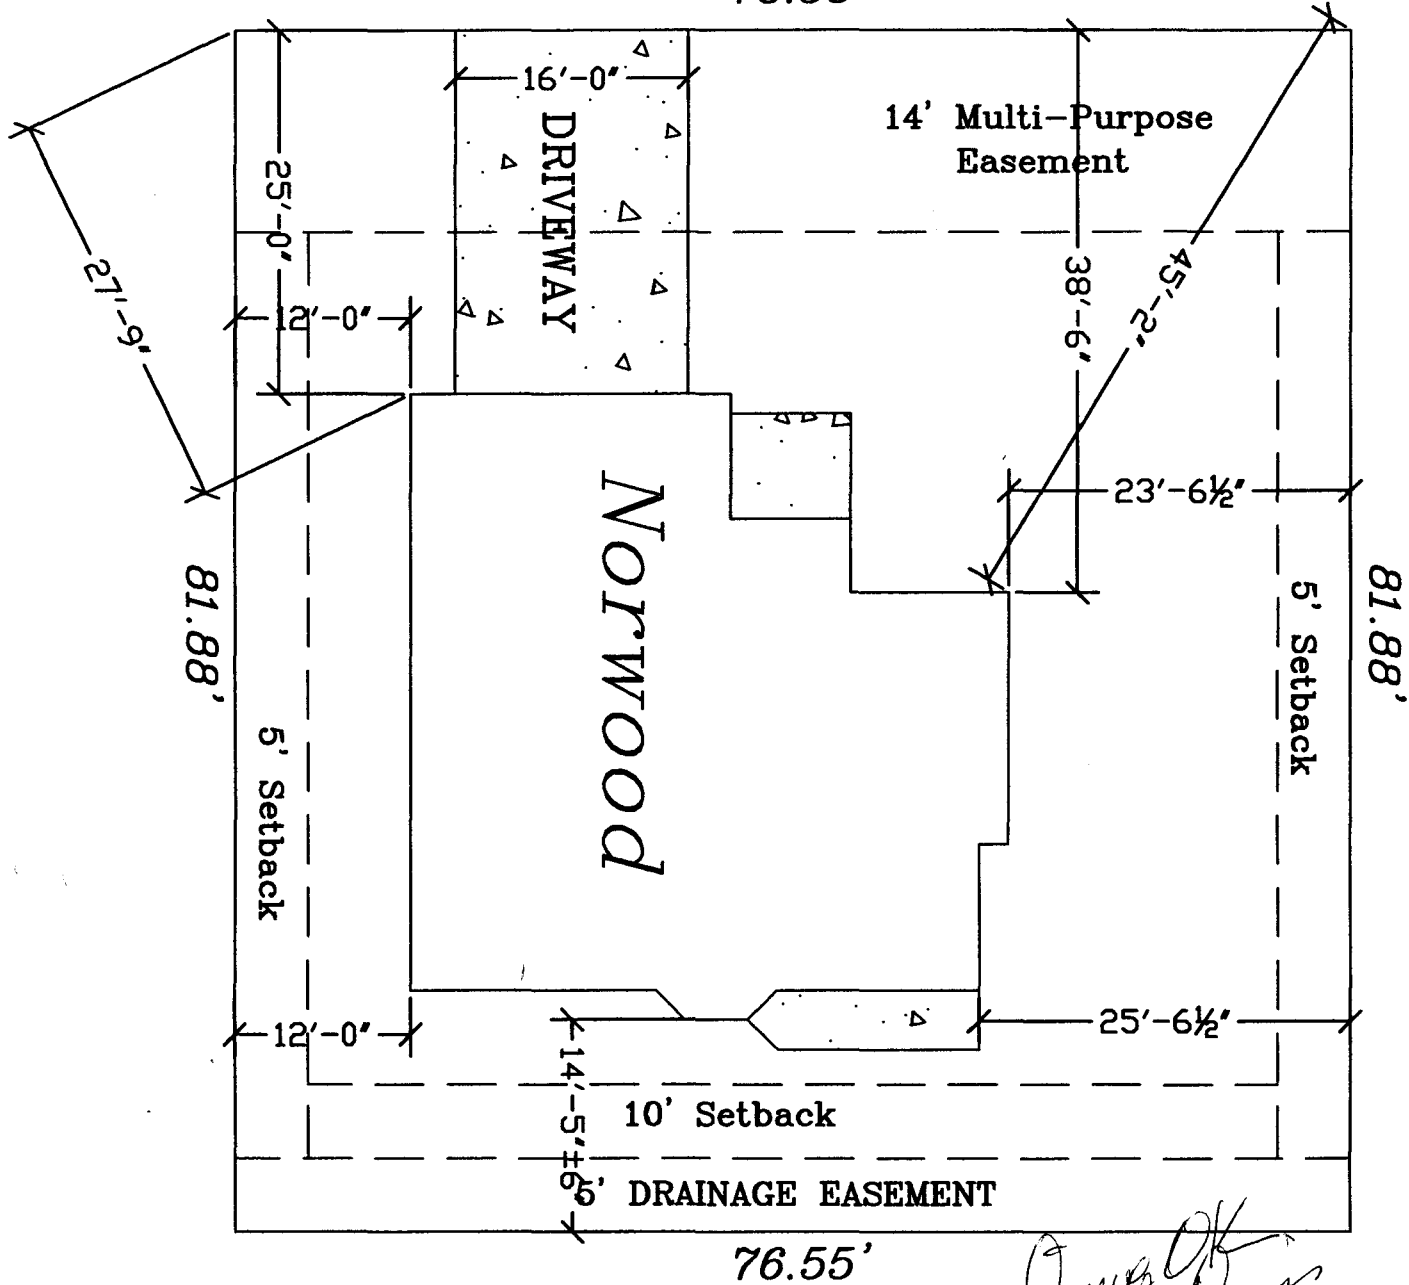 16'-0"
14' Multi-Purpose
Easement
DRIVEWAY
25'-0"
27'-9"
12'-0"
38'-6"
45'-2"
23'-6½"
Norwood
81.88'
81.88'
5' Setback
5' Setback
12'-0"
25'-6½"
14'-5"±6
10' Setback
5' DRAINAGE EASEMENT
76.55'
OK